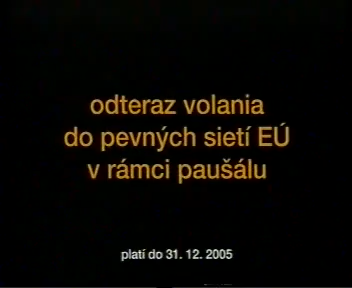 odteraz volania
do pevných sietí EÚ
v rámci paušálu
platí do 31. 12. 2005